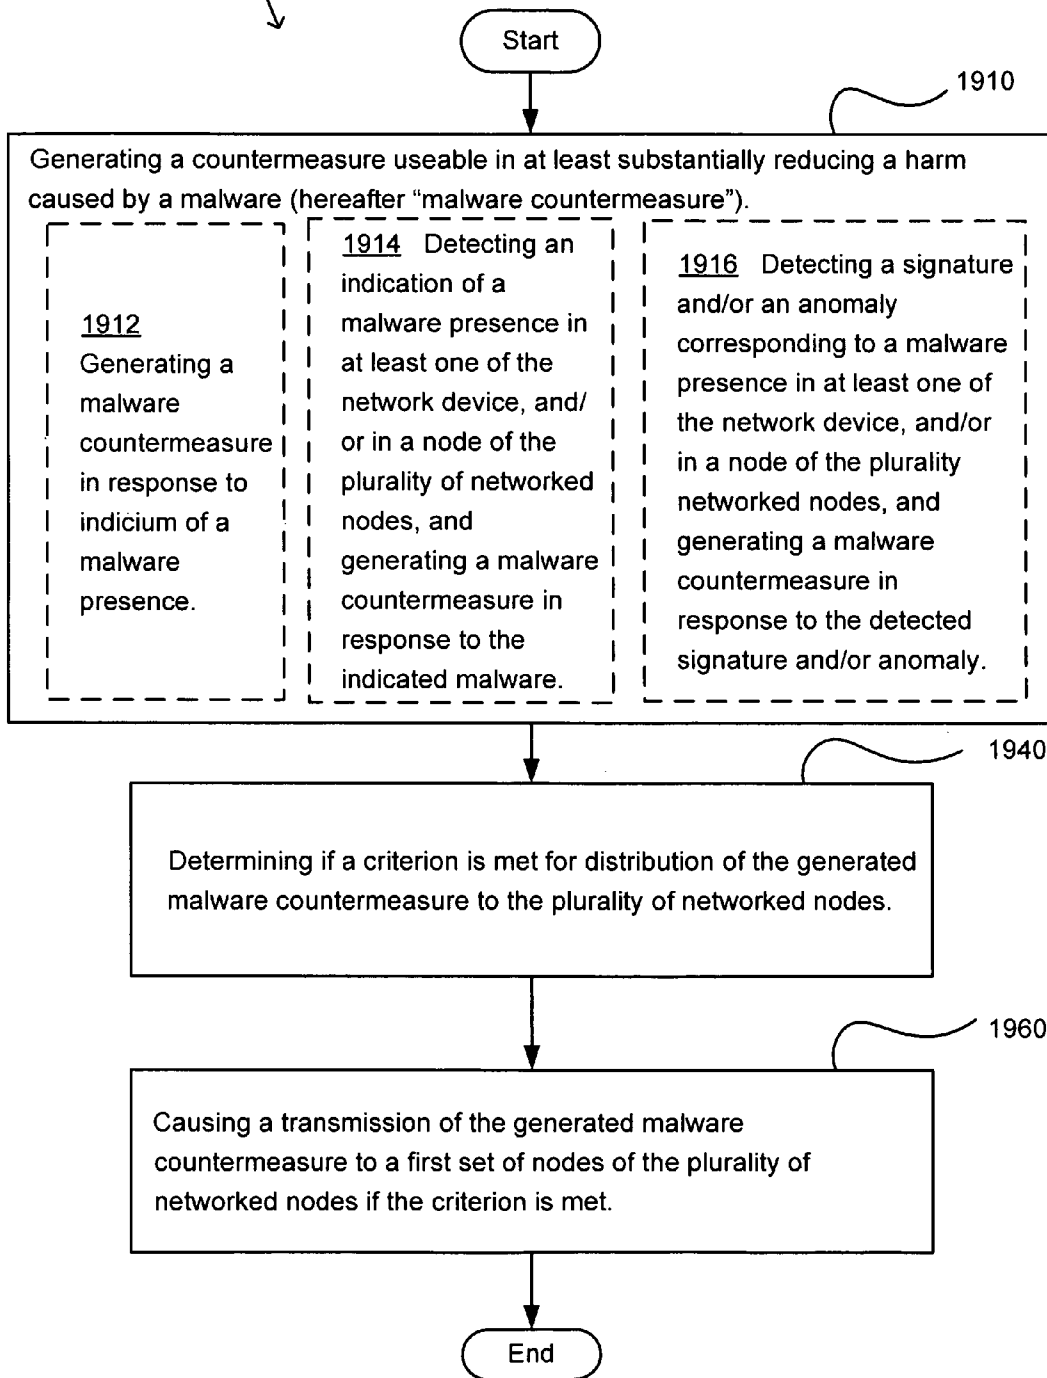 Start
1910
Generating a countermeasure useable in at least substantially reducing a harm
caused by a malware (hereafter “malware countermeasure”).
1912
Generating a
malware
countermeasure
in response to
indicium of a
malware
presence.
1914 Detecting an
indication of a
malware presence in
at least one of the
network device, and/
or in a node of the
plurality of networked
nodes, and
generating a malware
countermeasure in
response to the
indicated malware.
1916 Detecting a signature
and/or an anomaly
corresponding to a malware
presence in at least one of
the network device, and/or
in a node of the plurality
networked nodes, and
generating a malware
countermeasure in
response to the detected
signature and/or anomaly.
1940
Determining if a criterion is met for distribution of the generated
malware countermeasure to the plurality of networked nodes.
1960
Causing a transmission of the generated malware
countermeasure to a first set of nodes of the plurality of
networked nodes if the criterion is met.
End